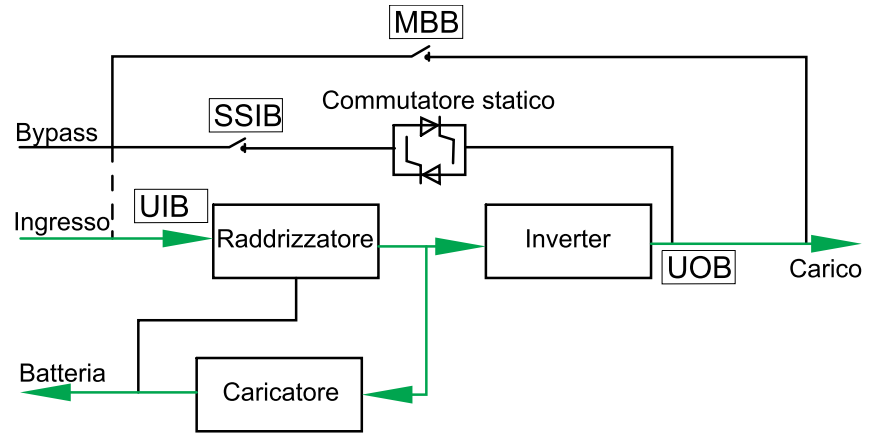 MBB
Commutatore statico
SSIB
Bypass
UIB
Ingresso
Raddrizzatore
Inverter
UOB
Carico
Batteria
Caricatore